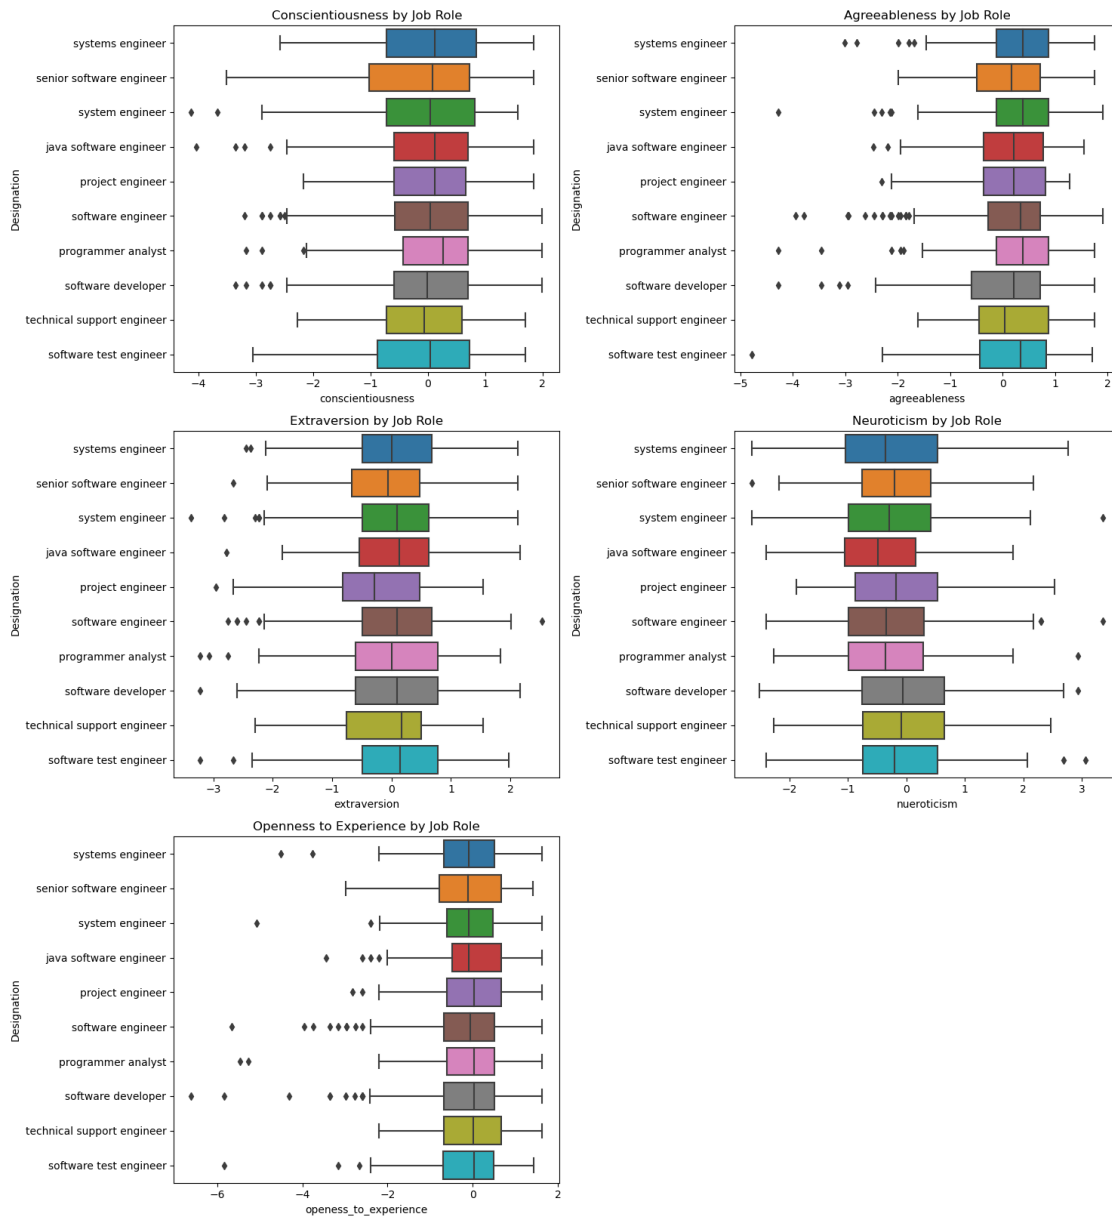 Conscientiousness by Job Role
Designation
systems engineer
senior software engineer
system engineer
java software engineer
project engineer
software engineer
programmer analyst
software developer
technical support engineer
software test engineer
−4 −3 −2 −1 0 1 2
conscientiousness
Agreeableness by Job Role
Designation
systems engineer
senior software engineer
system engineer
java software engineer
project engineer
software engineer
programmer analyst
software developer
technical support engineer
software test engineer
−5 −4 −3 −2 −1 0 1 2
agreeableness
Extraversion by Job Role
Designation
systems engineer
senior software engineer
system engineer
java software engineer
project engineer
software engineer
programmer analyst
software developer
technical support engineer
software test engineer
−3 −2 −1 0 1 2
extraversion
Neuroticism by Job Role
Designation
systems engineer
senior software engineer
system engineer
java software engineer
project engineer
software engineer
programmer analyst
software developer
technical support engineer
software test engineer
−2 −1 0 1 2 3
nueroticism
Openness to Experience by Job Role
Designation
systems engineer
senior software engineer
system engineer
java software engineer
project engineer
software engineer
programmer analyst
software developer
technical support engineer
software test engineer
−6 −4 −2 0 2
openess_to_experience